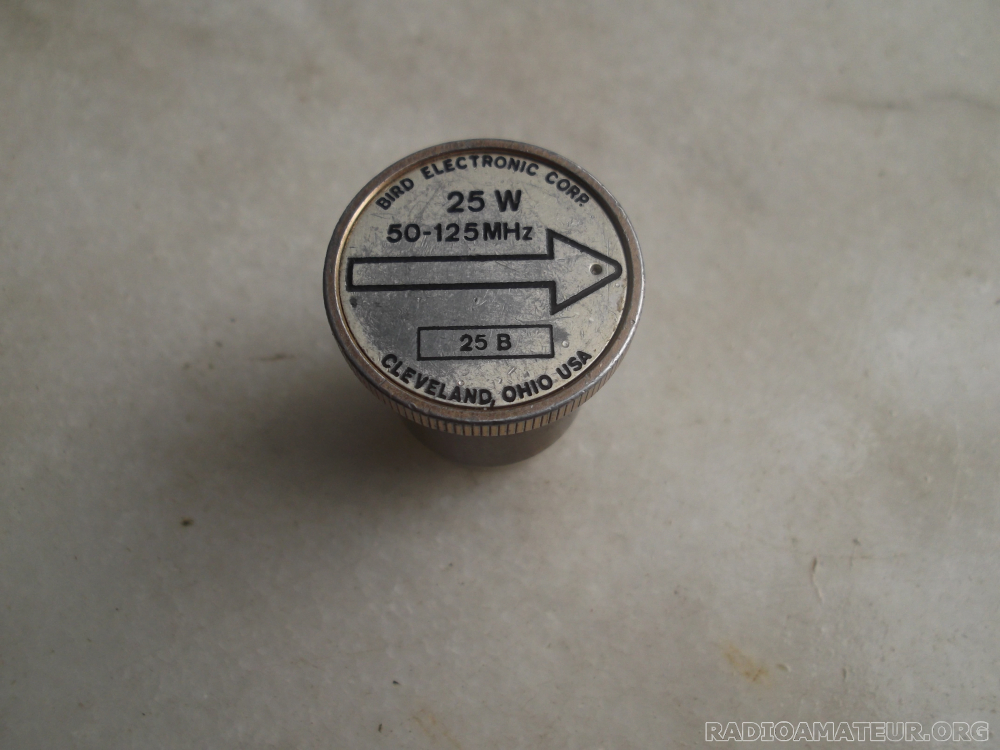 BIRD ELECTRONIC CORP.
25 W
50-125MHz
25 B
CLEVELAND, OHIO USA
RADIOAMATEUR.ORG